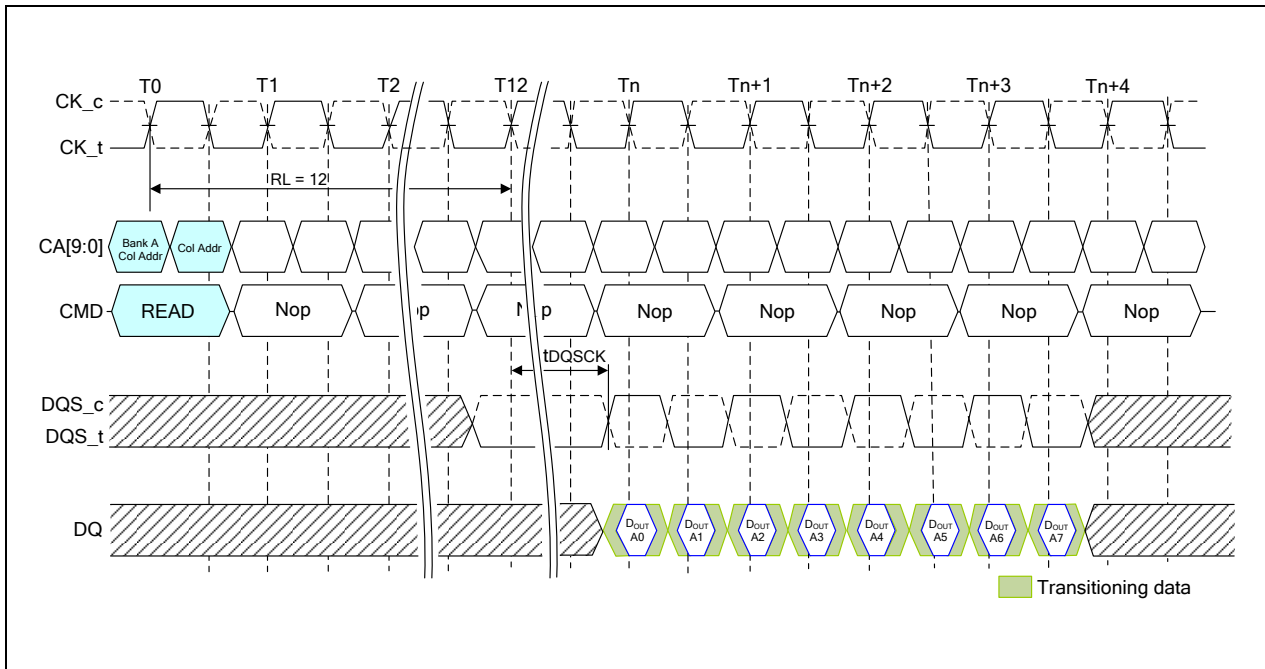 T0 T1 T2 T12 Tn Tn+1 Tn+2 Tn+3 Tn+4
CK_c
CK_t
RL = 12
CA[9:0] Bank A Col Addr Col Addr
CMD READ Nop Nop Nop Nop Nop Nop Nop
tDQSCK
DQS_c
DQS_t
DQ DOUT A0 DOUT A1 DOUT A2 DOUT A3 DOUT A4 DOUT A5 DOUT A6 DOUT A7
Transitioning data